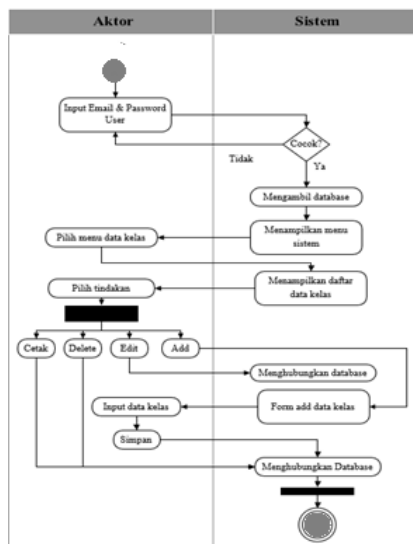 Aktor
Sistem
Input Email & Password
User
Cocok?
Tidak
Ya
Mengambil database
Menampilkan menu
sistem
Pilih menu data kelas
Menampilkan daftar
data kelas
Pilih tindakan
Cetak
Delete
Edit
Add
Menghubungkan database
Input data kelas
Form add data kelas
Simpan
Menghubungkan Database